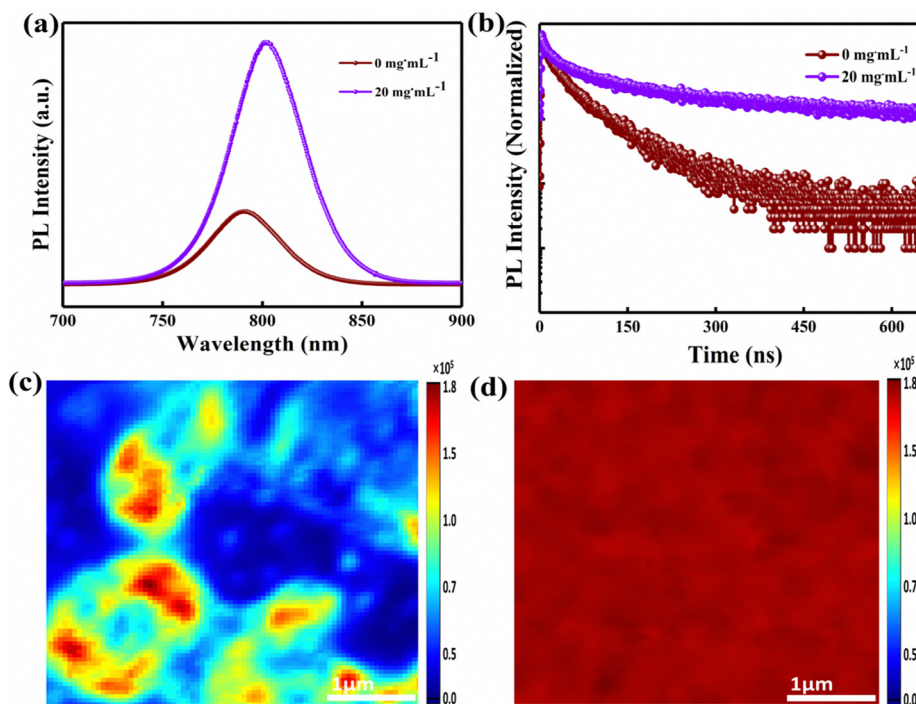 (a)
PL Intensity (a.u.)
0 mg·mL⁻¹
20 mg·mL⁻¹
700 750 800 850 900
Wavelength (nm)
(b)
PL Intensity (Normalized)
0 mg·mL⁻¹
20 mg·mL⁻¹
0 150 300 450 600
Time (ns)
(c)
×10⁵
1.8
1.5
1.0
0.7
0.5
0.0
1μm
(d)
×10⁵
1.8
1.5
1.0
0.7
0.5
0.0
1μm